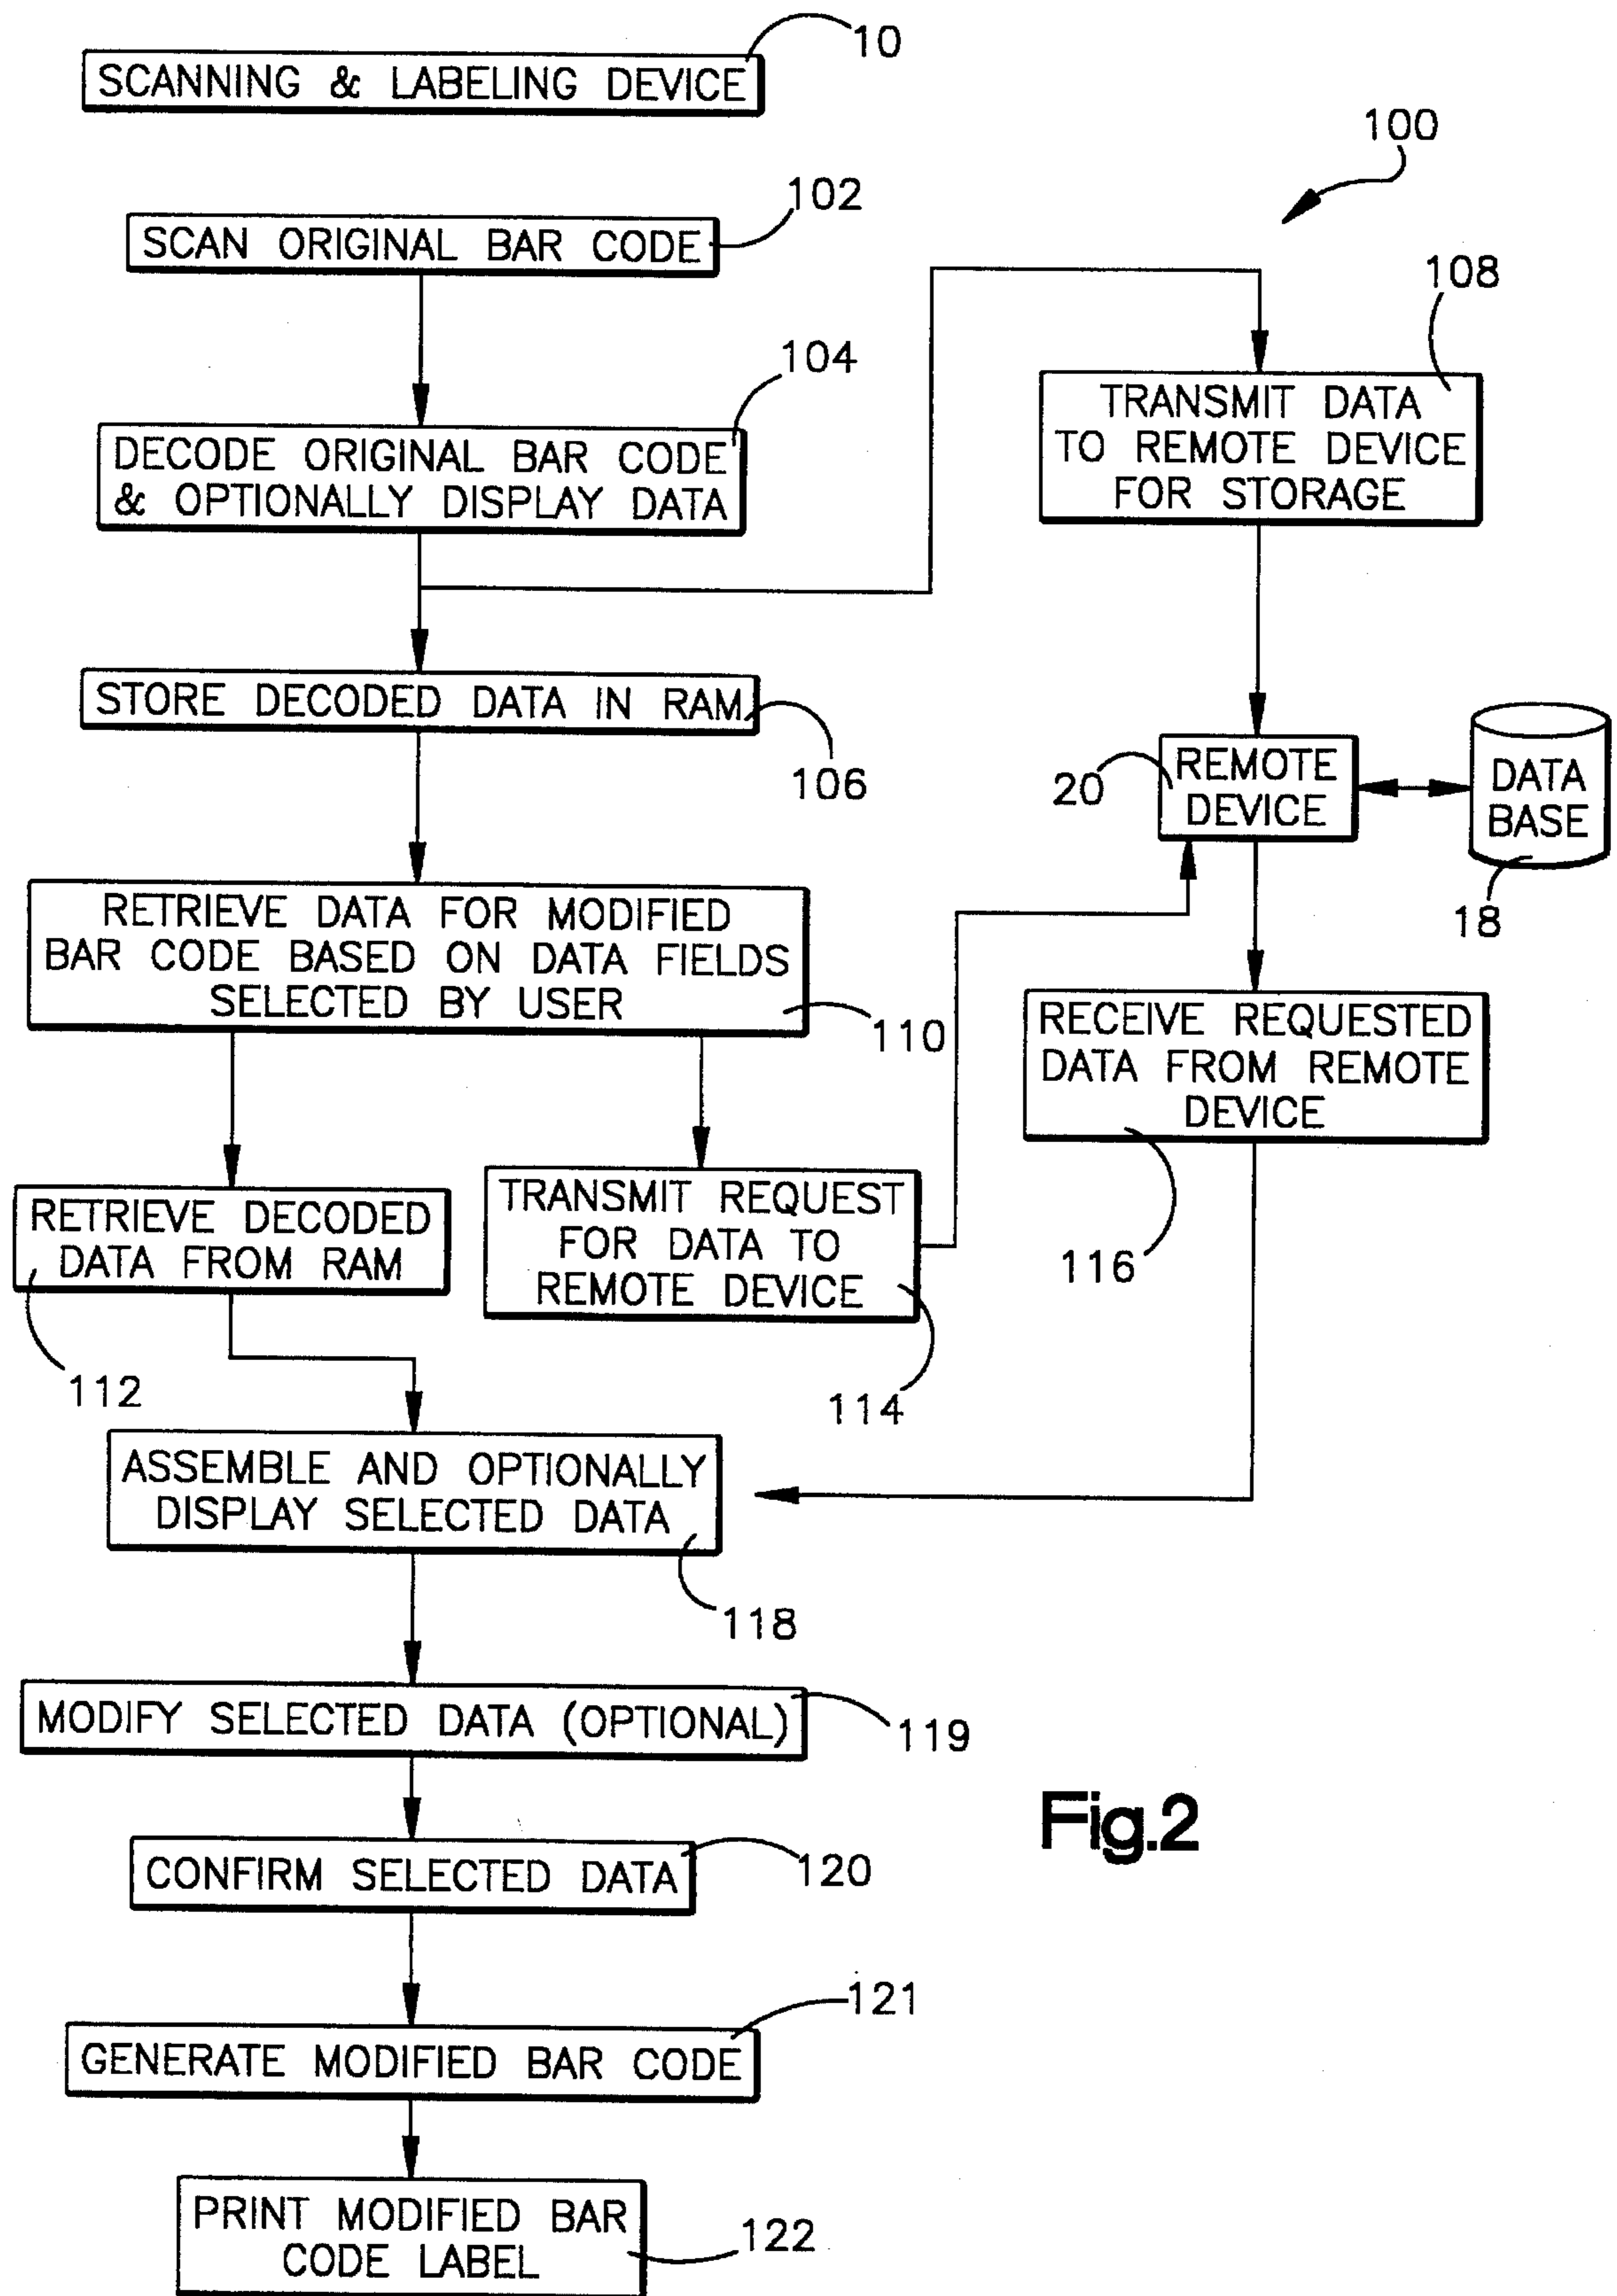 10
SCANNING & LABELING DEVICE
100
102
SCAN ORIGINAL BAR CODE
108
104
TRANSMIT DATA
TO REMOTE DEVICE
FOR STORAGE
DECODE ORIGINAL BAR CODE
& OPTIONALLY DISPLAY DATA
STORE DECODED DATA IN RAM
106
20
REMOTE
DEVICE
DATA
BASE
18
RETRIEVE DATA FOR MODIFIED
BAR CODE BASED ON DATA FIELDS
SELECTED BY USER
110
RECEIVE REQUESTED
DATA FROM REMOTE
DEVICE
116
RETRIEVE DECODED
DATA FROM RAM
112
TRANSMIT REQUEST
FOR DATA TO
REMOTE DEVICE
114
ASSEMBLE AND OPTIONALLY
DISPLAY SELECTED DATA
118
MODIFY SELECTED DATA (OPTIONAL)
119
Fig.2
CONFIRM SELECTED DATA
120
121
GENERATE MODIFIED BAR CODE
PRINT MODIFIED BAR
CODE LABEL
122